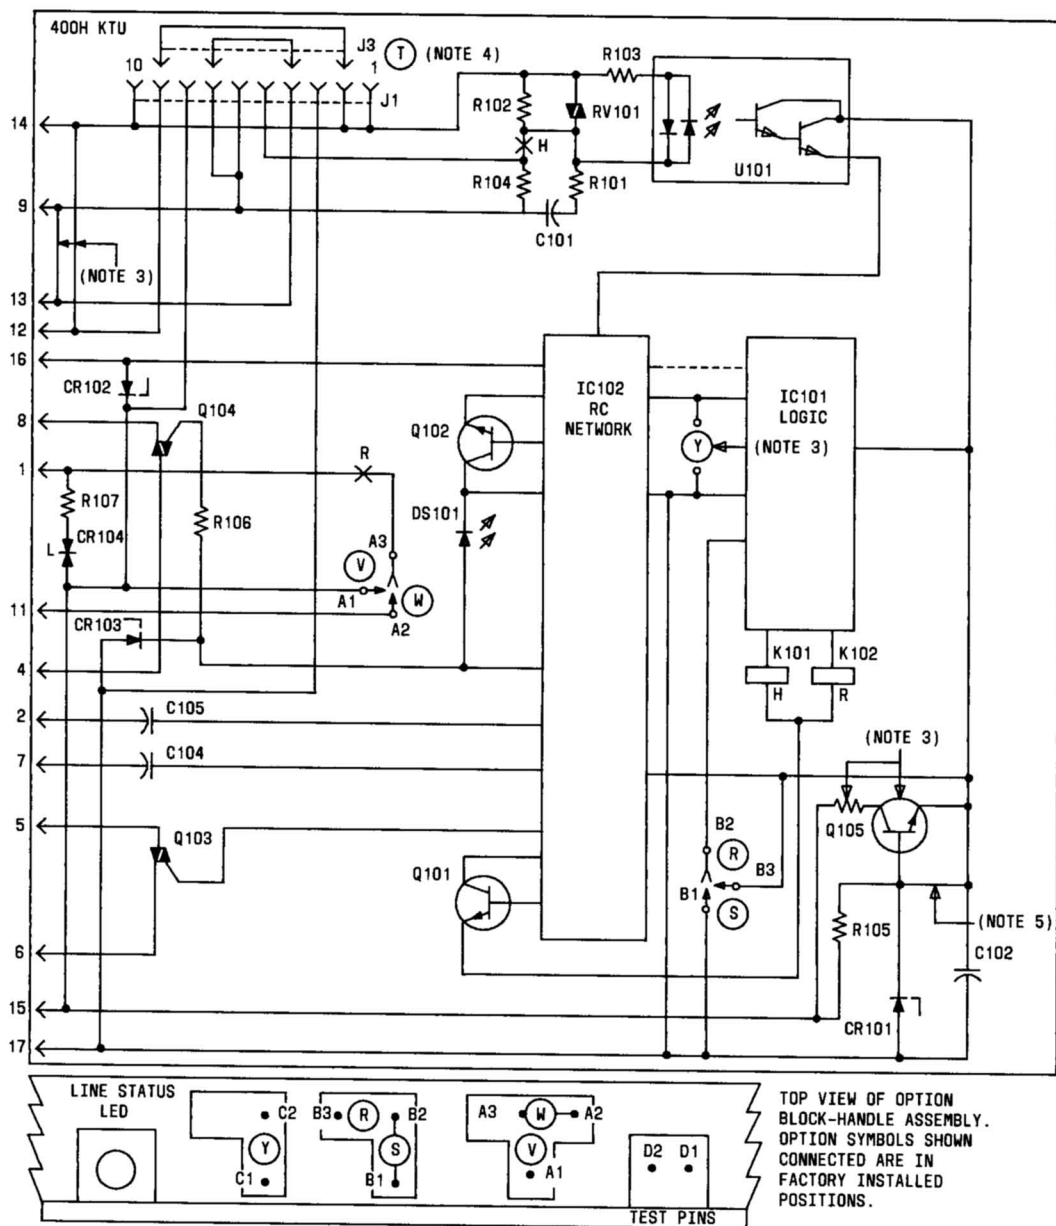 400H KTU
J3 T (NOTE 4)
10 1
J1
R103
R102
RV101
14
H
R104
R101
U101
9
C101
(NOTE 3)
13
12
16
CR102
IC102
RC
NETWORK
IC101
LOGIC
Q104
8
Q102
Y (NOTE 3)
1
R
R107
R106
DS101
CR104
L
A3
V
W
A1
11
A2
CR103
4
K101 K102
H R
2
C105
7
C104
(NOTE 3)
5
Q103
Q105
B2
R
B3
Q101
B1
S
(NOTE 5)
R105
6
C102
15
CR101
17
LINE STATUS
LED
C2
Y
C1
B3 R B2
S
B1
A3 W A2
V
A1
D2 D1
TEST PINS
TOP VIEW OF OPTION
BLOCK-HANDLE ASSEMBLY.
OPTION SYMBOLS SHOWN
CONNECTED ARE IN
FACTORY INSTALLED
POSITIONS.